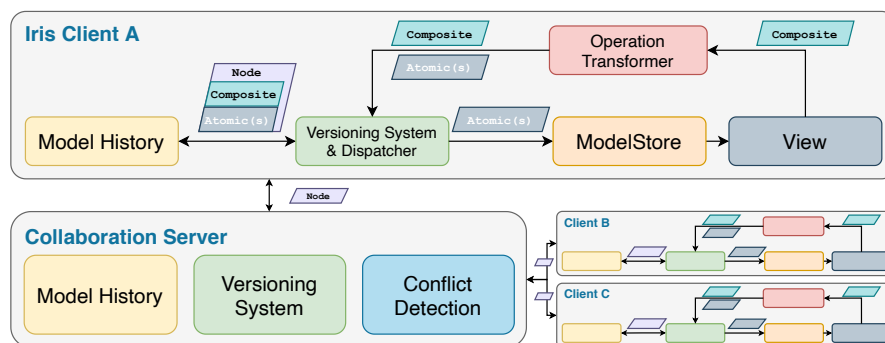 Iris Client A
Composite
Atomic(s)
Operation
Transformer
Composite
Node
Composite
Atomic(s)
Model History
Versioning System
& Dispatcher
Atomic(s)
ModelStore
View
Node
Collaboration Server
Model History
Versioning
System
Conflict
Detection
Client B
Client C